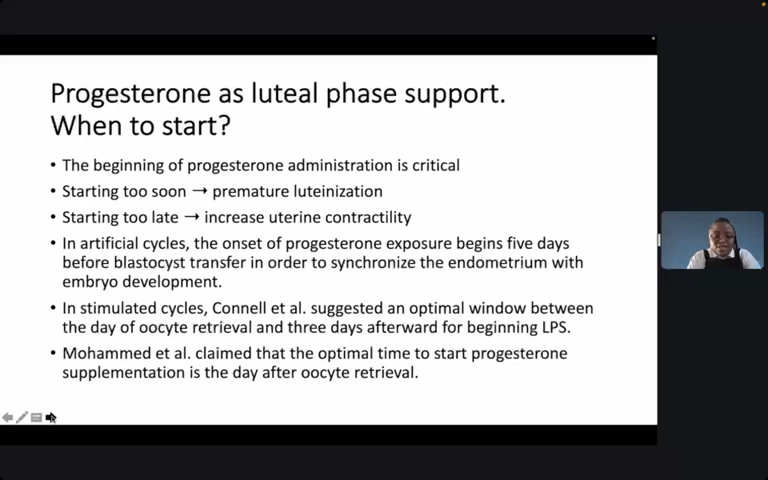 Progesterone as luteal phase support.
When to start?
• The beginning of progesterone administration is critical
• Starting too soon → premature luteinization
• Starting too late → increase uterine contractility
• In artificial cycles, the onset of progesterone exposure begins five days
before blastocyst transfer in order to synchronize the endometrium with
embryo development.
• In stimulated cycles, Connell et al. suggested an optimal window between
the day of oocyte retrieval and three days afterward for beginning LPS.
• Mohammed et al. claimed that the optimal time to start progesterone
supplementation is the day after oocyte retrieval.